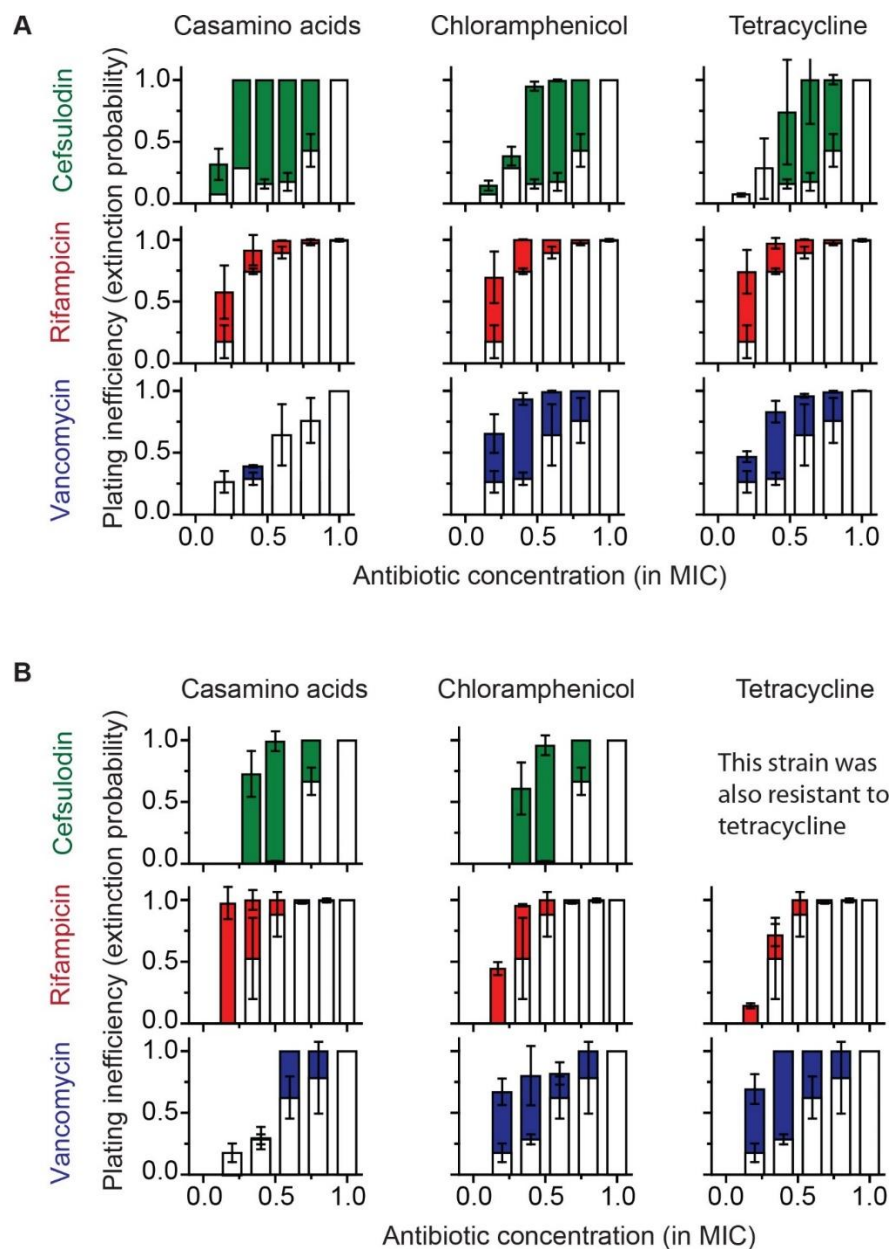 A
Casamino acids Chloramphenicol Tetracycline
Plating inefficiency (extinction probability)
Cefsulodin
1.0
0.5
0.0
Rifampicin
1.0
0.5
0.0
Vancomycin
1.0
0.5
0.0
0.0 0.5 1.0 0.0 0.5 1.0 0.0 0.5 1.0
Antibiotic concentration (in MIC)
B
Casamino acids Chloramphenicol Tetracycline
Plating inefficiency (extinction probability)
Cefsulodin
1.0
0.5
0.0
This strain was
also resistant to
tetracycline
Rifampicin
1.0
0.5
0.0
Vancomycin
1.0
0.5
0.0
0.0 0.5 1.0 0.0 0.5 1.0 0.0 0.5 1.0
Antibiotic concentration (in MIC)